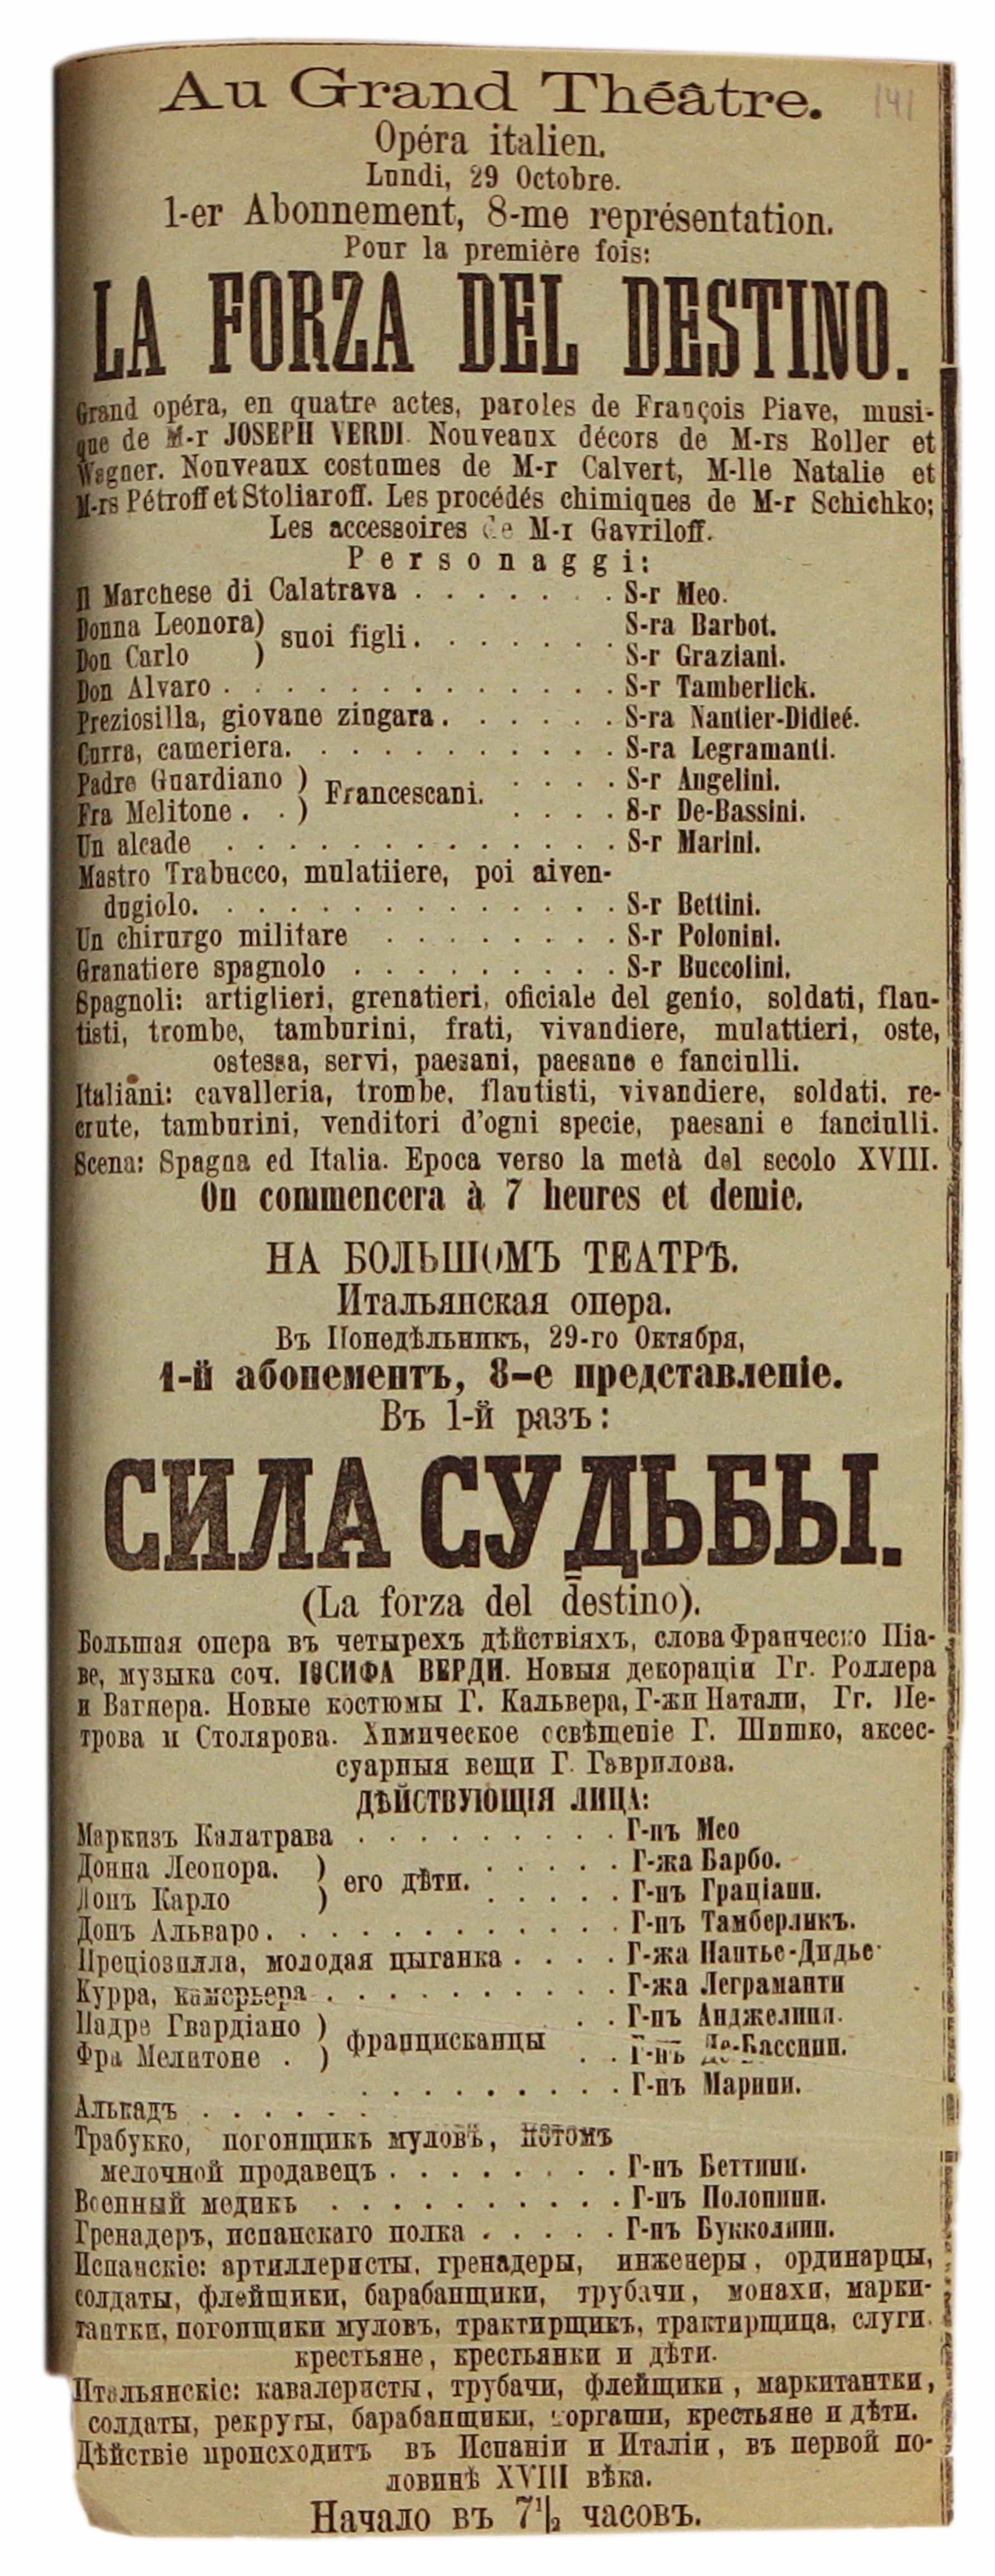 Au Grand Théâtre.
141
Opéra italien.
Lundi, 29 Octobre.
1-er Abonnement, 8-me représentation.
Pour la première fois:
LA FORZA DEL DESTINO.
Grand opéra, en quatre actes, paroles de François Piave, musi-
que de M-r JOSEPH VERDI. Nouveaux décors de M-rs Roller et
Wagner. Nouveaux costumes de M-r Calvert, M-lle Natalie et
M-rs Pétroff et Stoliaroff. Les procédés chimiques de M-r Schichko;
Les accessoires de M-r Gavriloff.
Personaggi:
Il Marchese di Calatrava . . . . . . . S-r Meo.
Donna Leonora) suoi figli. . . . . . . S-ra Barbot.
Don Carlo ) S-r Graziani.
Don Alvaro . . . . . . . . . . . . . S-r Tamberlick.
Preziosilla, giovane zingara. . . . . . S-ra Nantier-Didieé.
Curra, cameriera. . . . . . . . . . . S-ra Legramanti.
Padre Guardiano ) Francescani. . . . . S-r Angelini.
Fra Melitone . . ) . . . . S-r De-Bassini.
Un alcade . . . . . . . . . . . . . S-r Marini.
Mastro Trabucco, mulatiiere, poi aiven-
dugiolo. . . . . . . . . . . . . . S-r Bettini.
Un chirurgo militare . . . . . . . . S-r Polonini.
Granatiere spagnolo . . . . . . . . . S-r Buccolini.
Spagnoli: artiglieri, grenatieri, oficiale del genio, soldati, flau-
tisti, trombe, tamburini, frati, vivandiere, mulattieri, oste,
ostessa, servi, paesani, paesane e fanciulli.
Italiani: cavalleria, trombe, flautisti, vivandiere, soldati, re-
crute, tamburini, venditori d'ogni specie, paesani e fanciulli.
Scena: Spagna ed Italia. Epoca verso la metà del secolo XVIII.
On commencera à 7 heures et demie.
НА БОЛЬШОМЪ ТЕАТРѢ.
Итальянская опера.
Въ Понедѣльникъ, 29-го Октября,
1-й абонементъ, 8-е представленіе.
Въ 1-й разъ:
СИЛА СУДЬБЫ.
(La forza del destino).
Большая опера въ четырехъ дѣйствіяхъ, слова Франческо Піа-
ве, музыка соч. ІОСИФА ВЕРДИ. Новыя декораціи Гг. Роллера
и Вагнера. Новые костюмы Г. Кальвера, Г-жи Натали, Гг. Пе-
трова и Столярова. Химическое освѣщеніе Г. Шишко, аксес-
суарныя вещи Г. Гаврилова.
ДѢЙСТВУЮЩІЯ ЛИЦА:
Маркизъ Калатрава . . . . . . . . . Г-нъ Мео
Донна Леонора. ) его дѣти. . . . . . Г-жа Барбо.
Донъ Карло ) . . . . . Г-нъ Граціани.
Донъ Альваро. . . . . . . . . . . . Г-нъ Тамберликъ.
Преціозилла, молодая цыганка . . . . Г-жа Нантье-Дидье
Курра, камерьера . . . . . . . . . . Г-жа Леграманти
Падре Гвардіано ) францисканцы . . Г-нъ Анджелини.
Фра Мелитоне . ) . . Г-нъ Де-Бассини.
. . . . . . . . . Г-нъ Марини.
Алькадъ . . . . . .
Трабукко, погонщикъ муловъ, потомъ
мелочной продавецъ . . . . . . . . Г-нъ Беттини.
Военный медикъ . . . . . . . . . . Г-нъ Полонини.
Гренадеръ, испанскаго полка . . . . . Г-нъ Букколини.
Испанскіе: артиллеристы, гренадеры, инженеры, ординарцы,
солдаты, флейщики, барабанщики, трубачи, монахи, марки-
тантки, погонщики муловъ, трактирщикъ, трактирщица, слуги.
крестьяне, крестьянки и дѣти.
Итальянскіе: кавалеристы, трубачи, флейщики, маркитантки,
солдаты, рекруты, барабанщики, торгаши, крестьяне и дѣти.
Дѣйствіе происходитъ въ Испаніи и Италіи, въ первой по-
ловинѣ XVIII вѣка.
Начало въ 7½ часовъ.